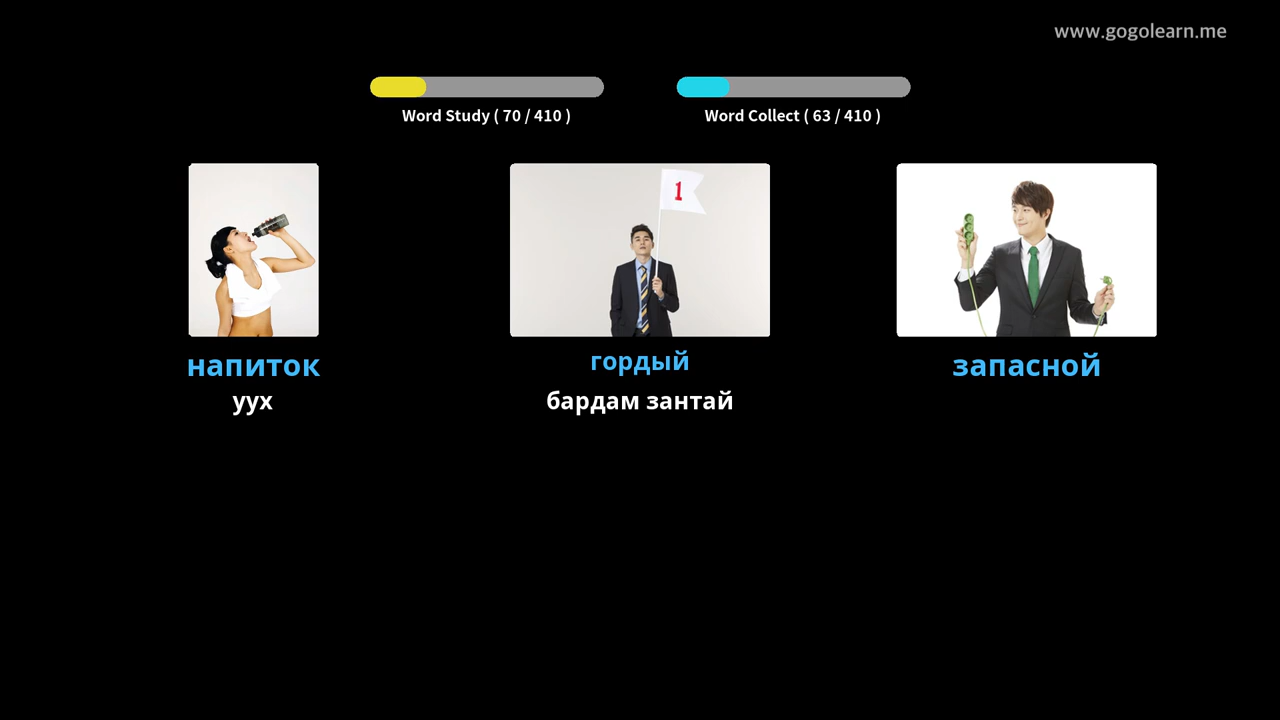 www.gogolearn.me
Word Study ( 70 / 410 )
Word Collect ( 63 / 410 )
1
напиток
уух
гордый
бардам зантай
запасной